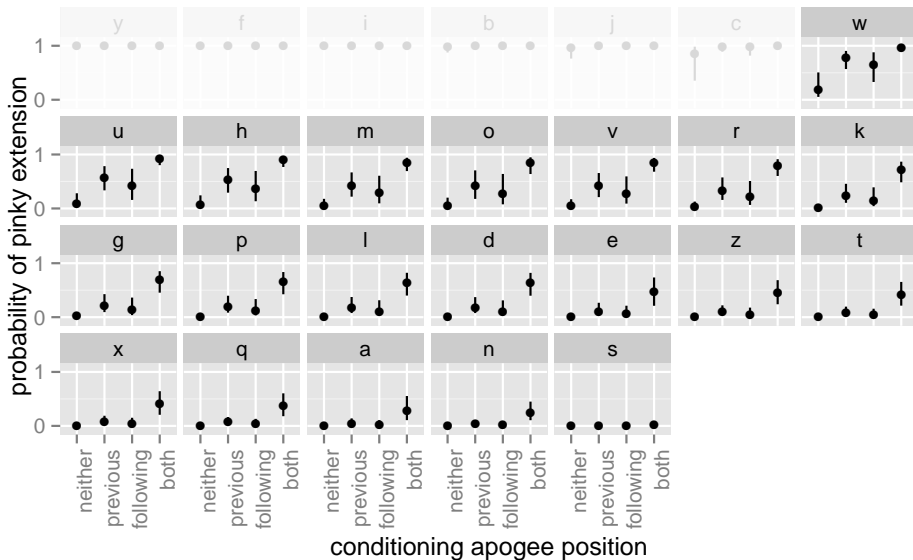 y f i b j c w
1
0
u h m o v r k
1
0
g p l d e z t
1
0
x q a n s
1
0
neither previous following both neither previous following both neither previous following both neither previous following both neither previous following both
conditioning apogee position
probability of pinky extension